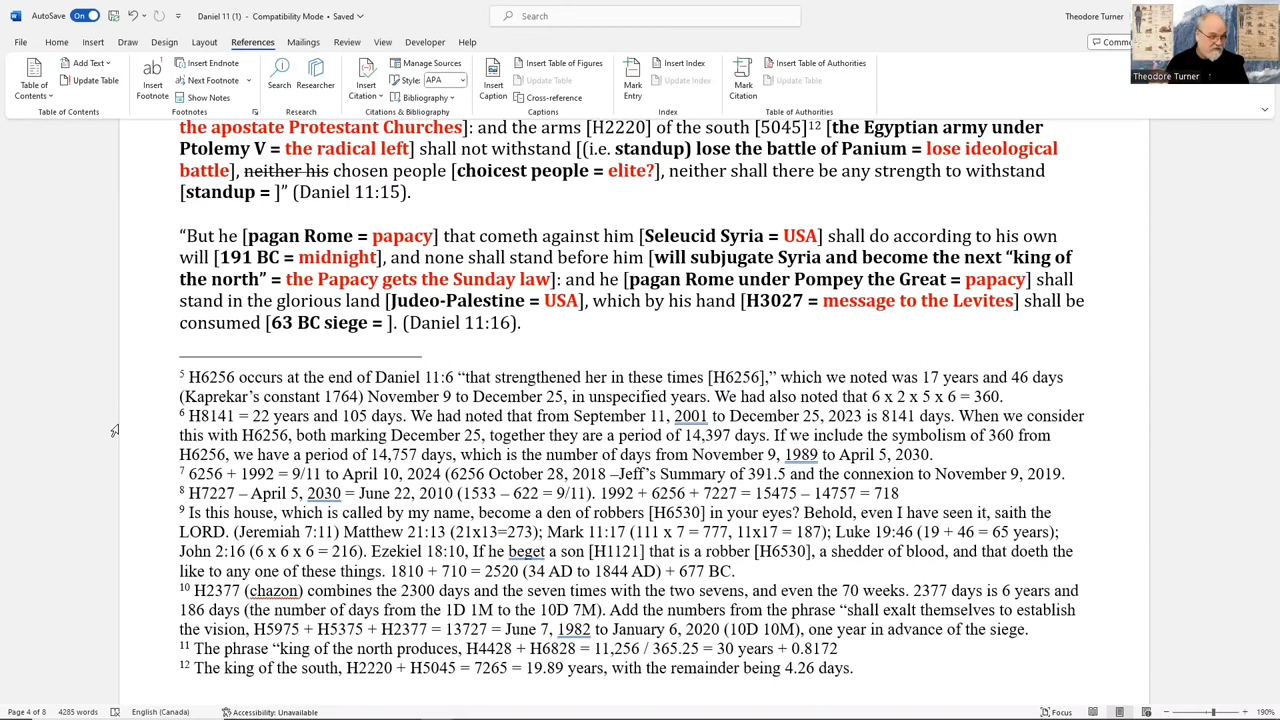 AutoSave On
Daniel 11 (1) - Compatibility Mode • Saved
Search
Theodore Turner
File Home Insert Draw Design Layout References Mailings Review View Developer Help
Table of Contents
Add Text
Update Table
Table of Contents
Insert Footnote
Insert Endnote
Next Footnote
Show Notes
Footnotes
Search
Researcher
Research
Insert Citation
Manage Sources
Style: APA
Bibliography
Citations & Bibliography
Insert Caption
Insert Table of Figures
Update Table
Cross-reference
Captions
Mark Entry
Insert Index
Update Index
Index
Mark Citation
Insert Table of Authorities
Update Table
Table of Authorities
Theodore Turner
the apostate Protestant Churches]: and the arms [H2220] of the south [5045]12 [the Egyptian army under
Ptolemy V = the radical left] shall not withstand [(i.e. standup) lose the battle of Panium = lose ideological
battle], neither his chosen people [choicest people = elite?], neither shall there be any strength to withstand
[standup = ]” (Daniel 11:15).
“But he [pagan Rome = papacy] that cometh against him [Seleucid Syria = USA] shall do according to his own
will [191 BC = midnight], and none shall stand before him [will subjugate Syria and become the next “king of
the north” = the Papacy gets the Sunday law]: and he [pagan Rome under Pompey the Great = papacy] shall
stand in the glorious land [Judeo-Palestine = USA], which by his hand [H3027 = message to the Levites] shall be
consumed [63 BC siege = ]. (Daniel 11:16).
5 H6256 occurs at the end of Daniel 11:6 “that strengthened her in these times [H6256],” which we noted was 17 years and 46 days
(Kaprekar’s constant 1764) November 9 to December 25, in unspecified years. We had also noted that 6 x 2 x 5 x 6 = 360.
6 H8141 = 22 years and 105 days. We had noted that from September 11, 2001 to December 25, 2023 is 8141 days. When we consider
this with H6256, both marking December 25, together they are a period of 14,397 days. If we include the symbolism of 360 from
H6256, we have a period of 14,757 days, which is the number of days from November 9, 1989 to April 5, 2030.
7 6256 + 1992 = 9/11 to April 10, 2024 (6256 October 28, 2018 –Jeff’s Summary of 391.5 and the connexion to November 9, 2019.
8 H7227 – April 5, 2030 = June 22, 2010 (1533 – 622 = 9/11). 1992 + 6256 + 7227 = 15475 – 14757 = 718
9 Is this house, which is called by my name, become a den of robbers [H6530] in your eyes? Behold, even I have seen it, saith the
LORD. (Jeremiah 7:11) Matthew 21:13 (21x13=273); Mark 11:17 (111 x 7 = 777, 11x17 = 187); Luke 19:46 (19 + 46 = 65 years);
John 2:16 (6 x 6 x 6 = 216). Ezekiel 18:10, If he beget a son [H1121] that is a robber [H6530], a shedder of blood, and that doeth the
like to any one of these things. 1810 + 710 = 2520 (34 AD to 1844 AD) + 677 BC.
10 H2377 (chazon) combines the 2300 days and the seven times with the two sevens, and even the 70 weeks. 2377 days is 6 years and
186 days (the number of days from the 1D 1M to the 10D 7M). Add the numbers from the phrase “shall exalt themselves to establish
the vision, H5975 + H5375 + H2377 = 13727 = June 7, 1982 to January 6, 2020 (10D 10M), one year in advance of the siege.
11 The phrase “king of the north produces, H4428 + H6828 = 11,256 / 365.25 = 30 years + 0.8172
12 The king of the south, H2220 + H5045 = 7265 = 19.89 years, with the remainder being 4.26 days.
Page 4 of 8 4285 words English (Canada) Accessibility: Unavailable Focus 190%